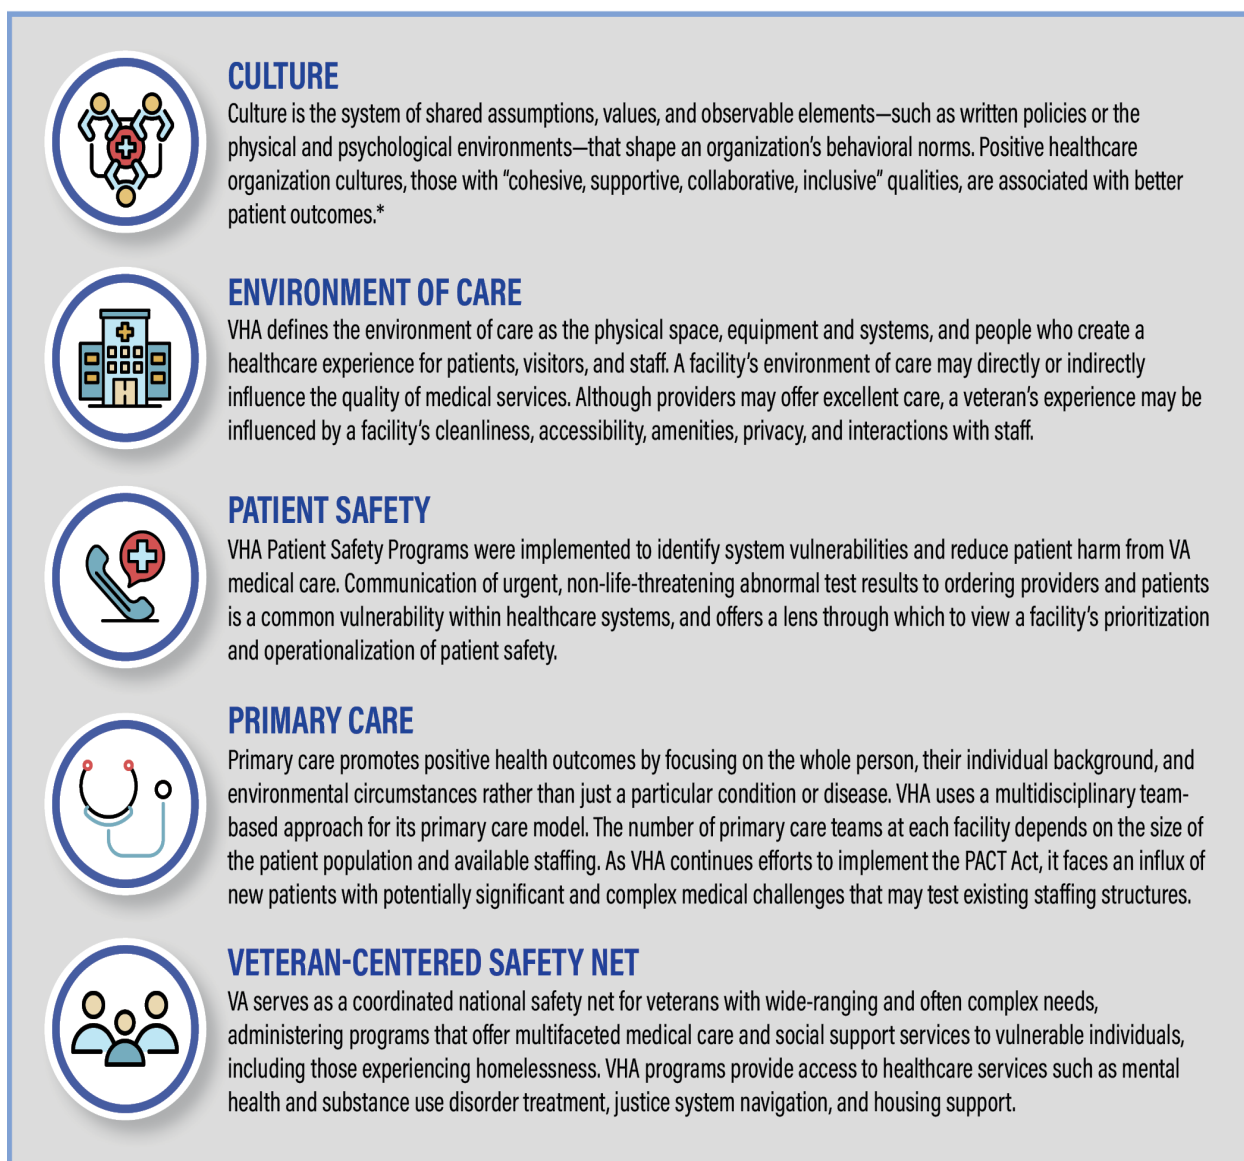 CULTURE
Culture is the system of shared assumptions, values, and observable elements—such as written policies or the
physical and psychological environments—that shape an organization's behavioral norms. Positive healthcare
organization cultures, those with "cohesive, supportive, collaborative, inclusive" qualities, are associated with better
patient outcomes.*
ENVIRONMENT OF CARE
VHA defines the environment of care as the physical space, equipment and systems, and people who create a
healthcare experience for patients, visitors, and staff. A facility's environment of care may directly or indirectly
influence the quality of medical services. Although providers may offer excellent care, a veteran's experience may be
influenced by a facility's cleanliness, accessibility, amenities, privacy, and interactions with staff.
PATIENT SAFETY
VHA Patient Safety Programs were implemented to identify system vulnerabilities and reduce patient harm from VA
medical care. Communication of urgent, non-life-threatening abnormal test results to ordering providers and patients
is a common vulnerability within healthcare systems, and offers a lens through which to view a facility's prioritization
and operationalization of patient safety.
PRIMARY CARE
Primary care promotes positive health outcomes by focusing on the whole person, their individual background, and
environmental circumstances rather than just a particular condition or disease. VHA uses a multidisciplinary team-
based approach for its primary care model. The number of primary care teams at each facility depends on the size of
the patient population and available staffing. As VHA continues efforts to implement the PACT Act, it faces an influx of
new patients with potentially significant and complex medical challenges that may test existing staffing structures.
VETERAN-CENTERED SAFETY NET
VA serves as a coordinated national safety net for veterans with wide-ranging and often complex needs,
administering programs that offer multifaceted medical care and social support services to vulnerable individuals,
including those experiencing homelessness. VHA programs provide access to healthcare services such as mental
health and substance use disorder treatment, justice system navigation, and housing support.